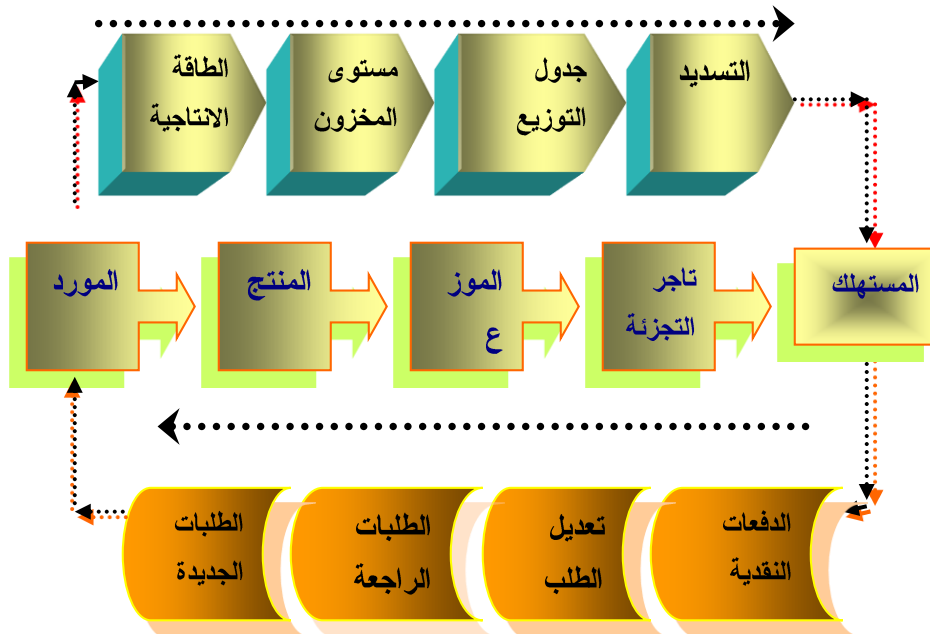 الطاقة
الانتاجية
مستوى
المخزون
جدول
التوزيع
التسديد
المورد
المنتج
الموز
ع
تاجر
التجزئة
المستهلك
الطلبات
الجديدة
الطلبات
الراجعة
تعديل
الطلب
الدفعات
النقدية